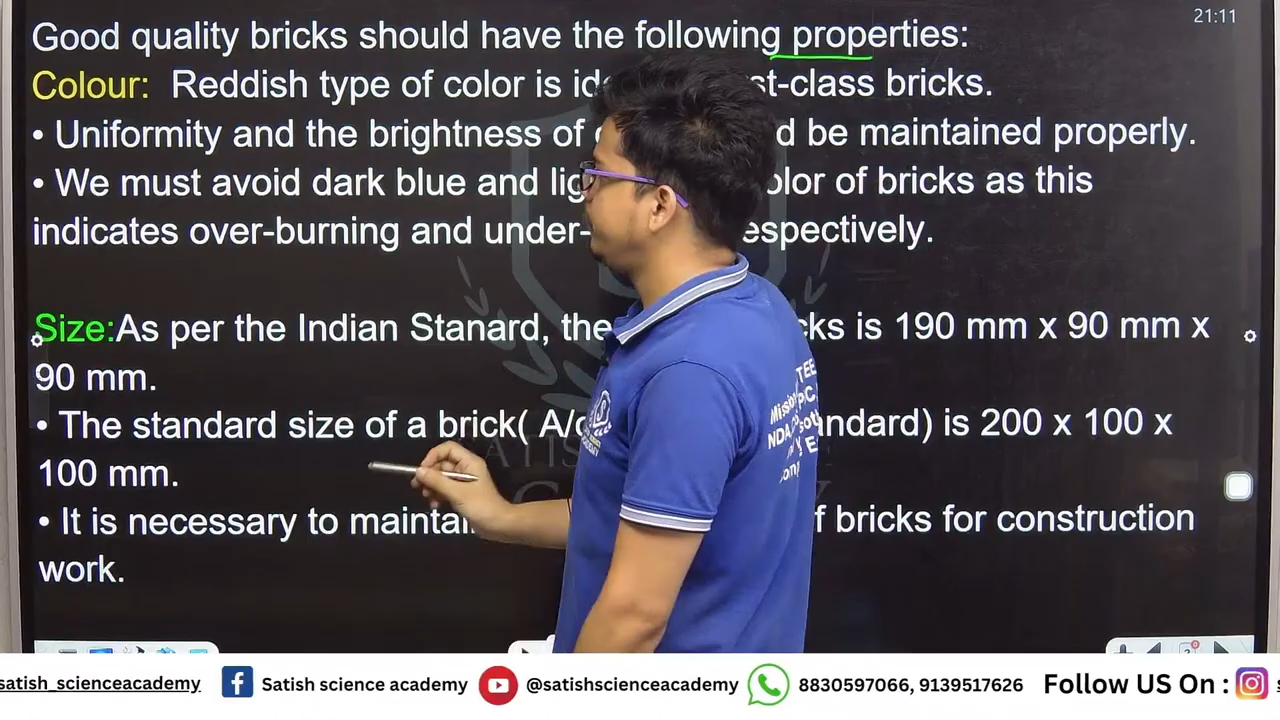 21:11
Good quality bricks should have the following properties:
Colour: Reddish type of color is st-class bricks.
• Uniformity and the brightness of d be maintained properly.
• We must avoid dark blue and olor of bricks as this
indicates over-burning and under- espectively.
Size:As per the Indian Stanard, the cks is 190 mm x 90 mm x
90 mm.
• The standard size of a brick( andard) is 200 x 100 x
100 mm.
• It is necessary to f bricks for construction
work.
satish_scienceacademy Satish science academy @satishscienceacademy 8830597066, 9139517626 Follow US On :